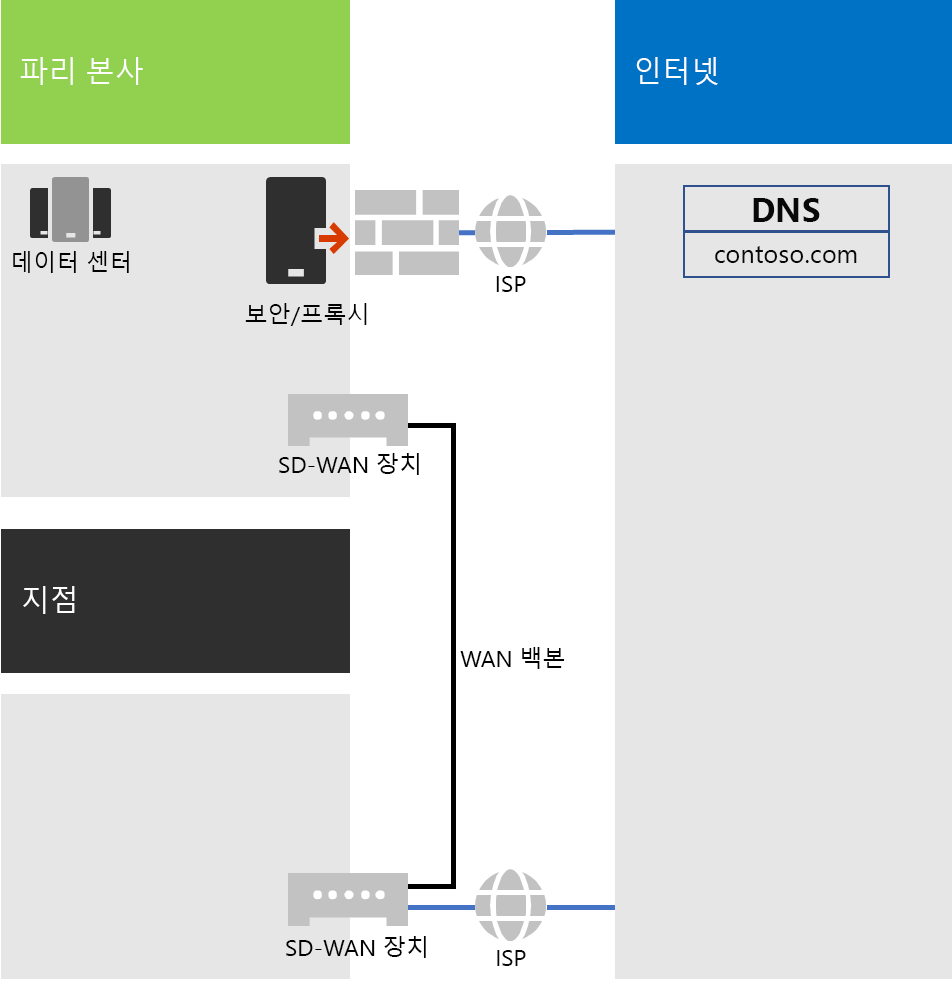 파리 본사
인터넷
데이터 센터
보안/프록시
ISP
DNS
contoso.com
SD-WAN 장치
지점
WAN 백본
SD-WAN 장치
ISP